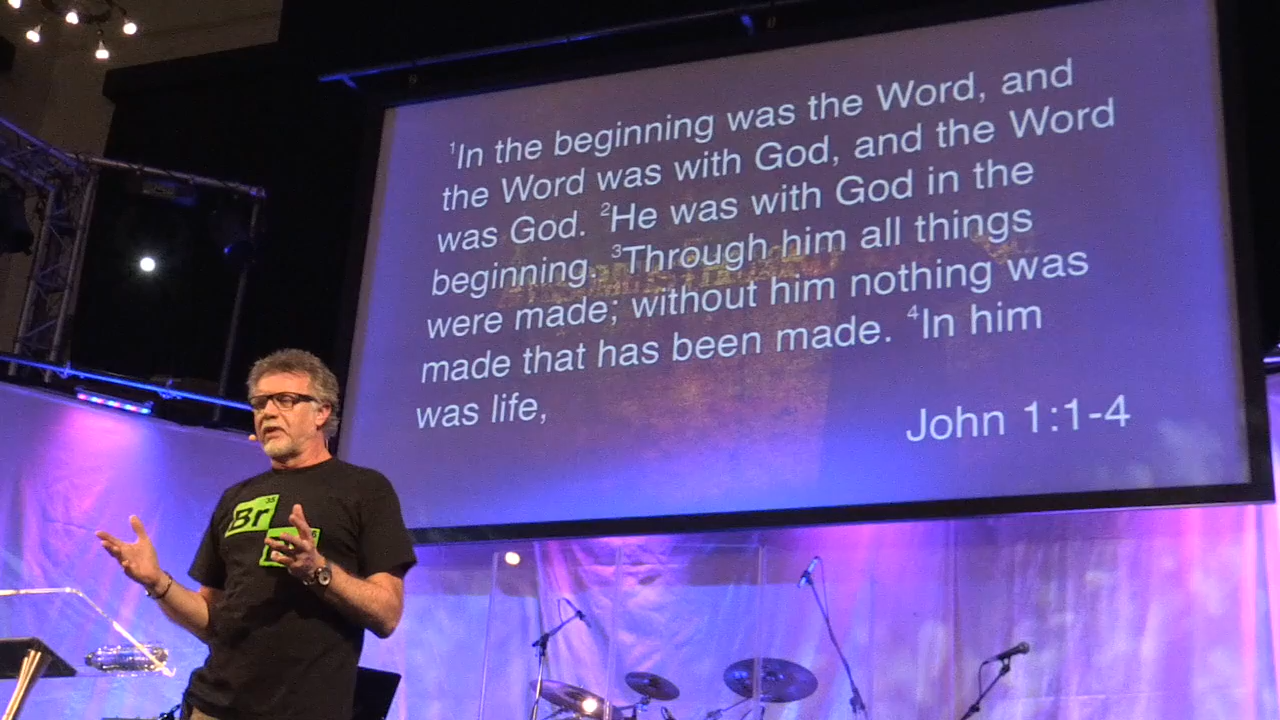 ¹In the beginning was the Word, and
the Word was with God, and the Word
was God. ²He was with God in the
beginning. ³Through him all things
were made; without him nothing was
made that has been made. ⁴In him
was life,
John 1:1-4
35
Br